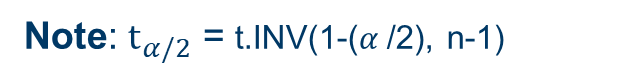 Note: t𝛼/2 = t.INV(1-(𝛼 /2), n-1)